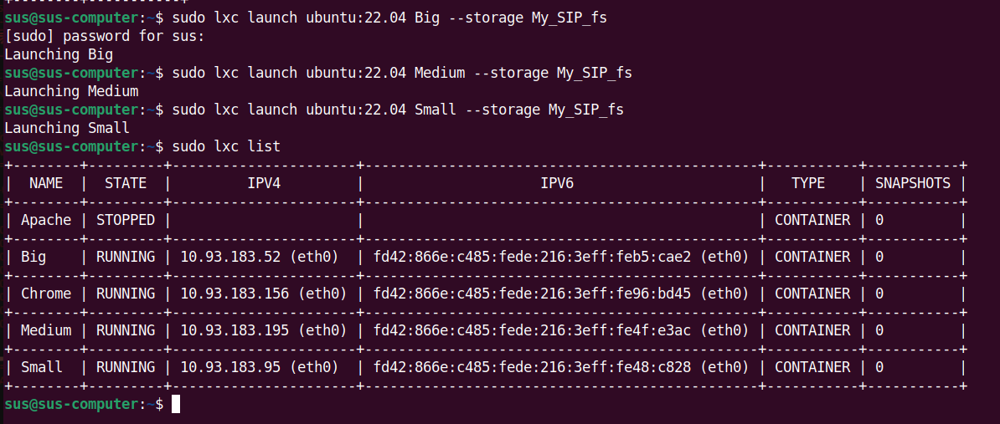 +--------+-----------+
sus@sus-computer:~$ sudo lxc launch ubuntu:22.04 Big --storage My_SIP_fs
[sudo] password for sus:
Launching Big
sus@sus-computer:~$ sudo lxc launch ubuntu:22.04 Medium --storage My_SIP_fs
Launching Medium
sus@sus-computer:~$ sudo lxc launch ubuntu:22.04 Small --storage My_SIP_fs
Launching Small
sus@sus-computer:~$ sudo lxc list
+--------+---------+----------------------+-----------------------------------------------+-----------+-----------+
|  NAME  |  STATE  |         IPV4         |                     IPV6                      |   TYPE    | SNAPSHOTS |
+--------+---------+----------------------+-----------------------------------------------+-----------+-----------+
| Apache | STOPPED |                      |                                               | CONTAINER | 0         |
+--------+---------+----------------------+-----------------------------------------------+-----------+-----------+
| Big    | RUNNING | 10.93.183.52 (eth0)  | fd42:866e:c485:fede:216:3eff:feb5:cae2 (eth0) | CONTAINER | 0         |
+--------+---------+----------------------+-----------------------------------------------+-----------+-----------+
| Chrome | RUNNING | 10.93.183.156 (eth0) | fd42:866e:c485:fede:216:3eff:fe96:bd45 (eth0) | CONTAINER | 0         |
+--------+---------+----------------------+-----------------------------------------------+-----------+-----------+
| Medium | RUNNING | 10.93.183.195 (eth0) | fd42:866e:c485:fede:216:3eff:fe4f:e3ac (eth0) | CONTAINER | 0         |
+--------+---------+----------------------+-----------------------------------------------+-----------+-----------+
| Small  | RUNNING | 10.93.183.95 (eth0)  | fd42:866e:c485:fede:216:3eff:fe48:c828 (eth0) | CONTAINER | 0         |
+--------+---------+----------------------+-----------------------------------------------+-----------+-----------+
sus@sus-computer:~$